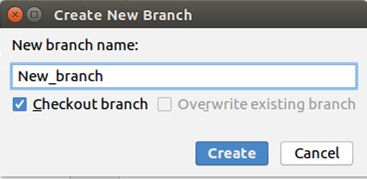 Create New Branch
New branch name:
New_branch
Checkout branch Overwrite existing branch
Create Cancel